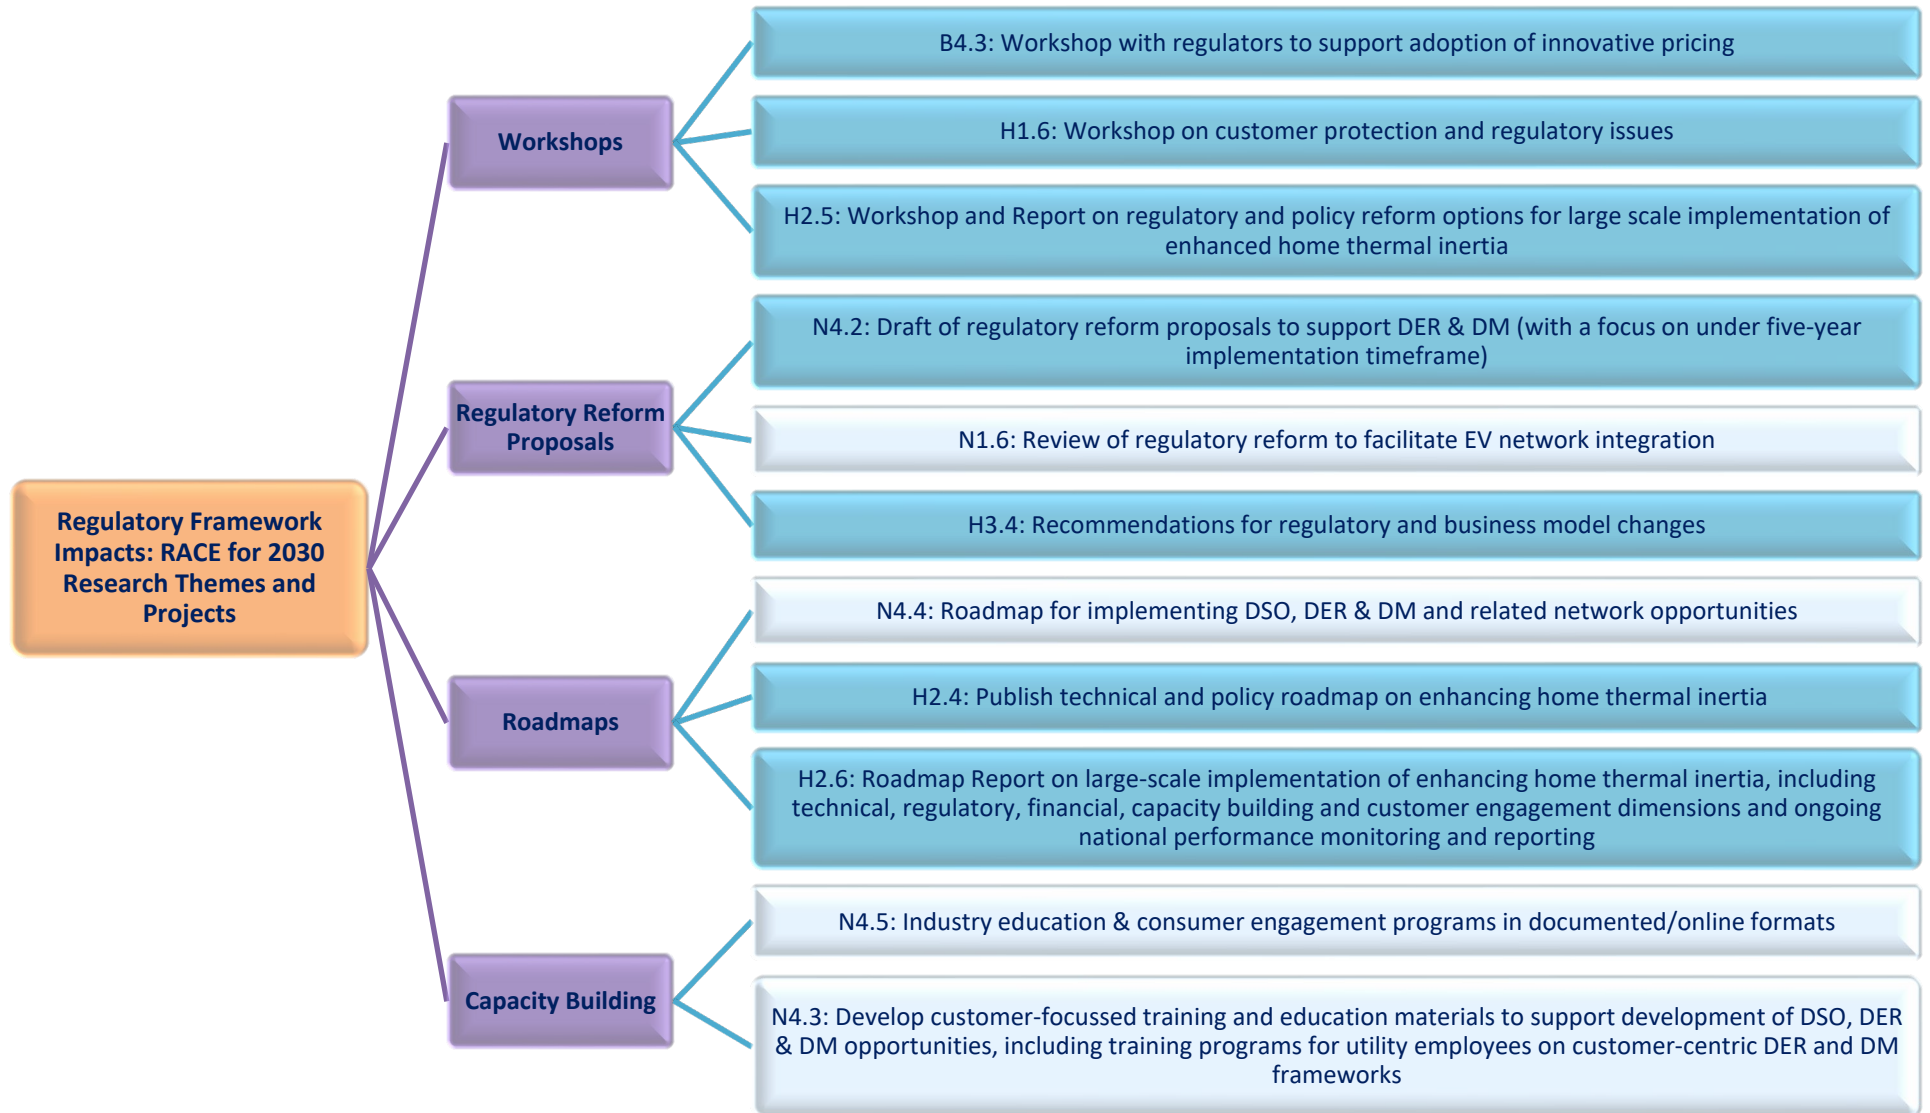 Regulatory Framework
Impacts: RACE for 2030
Research Themes and
Projects
Workshops
B4.3: Workshop with regulators to support adoption of innovative pricing
H1.6: Workshop on customer protection and regulatory issues
H2.5: Workshop and Report on regulatory and policy reform options for large scale implementation of
enhanced home thermal inertia
Regulatory Reform
Proposals
N4.2: Draft of regulatory reform proposals to support DER & DM (with a focus on under five-year
implementation timeframe)
N1.6: Review of regulatory reform to facilitate EV network integration
H3.4: Recommendations for regulatory and business model changes
Roadmaps
N4.4: Roadmap for implementing DSO, DER & DM and related network opportunities
H2.4: Publish technical and policy roadmap on enhancing home thermal inertia
H2.6: Roadmap Report on large-scale implementation of enhancing home thermal inertia, including
technical, regulatory, financial, capacity building and customer engagement dimensions and ongoing
national performance monitoring and reporting
Capacity Building
N4.5: Industry education & consumer engagement programs in documented/online formats
N4.3: Develop customer-focussed training and education materials to support development of DSO, DER
& DM opportunities, including training programs for utility employees on customer-centric DER and DM
frameworks